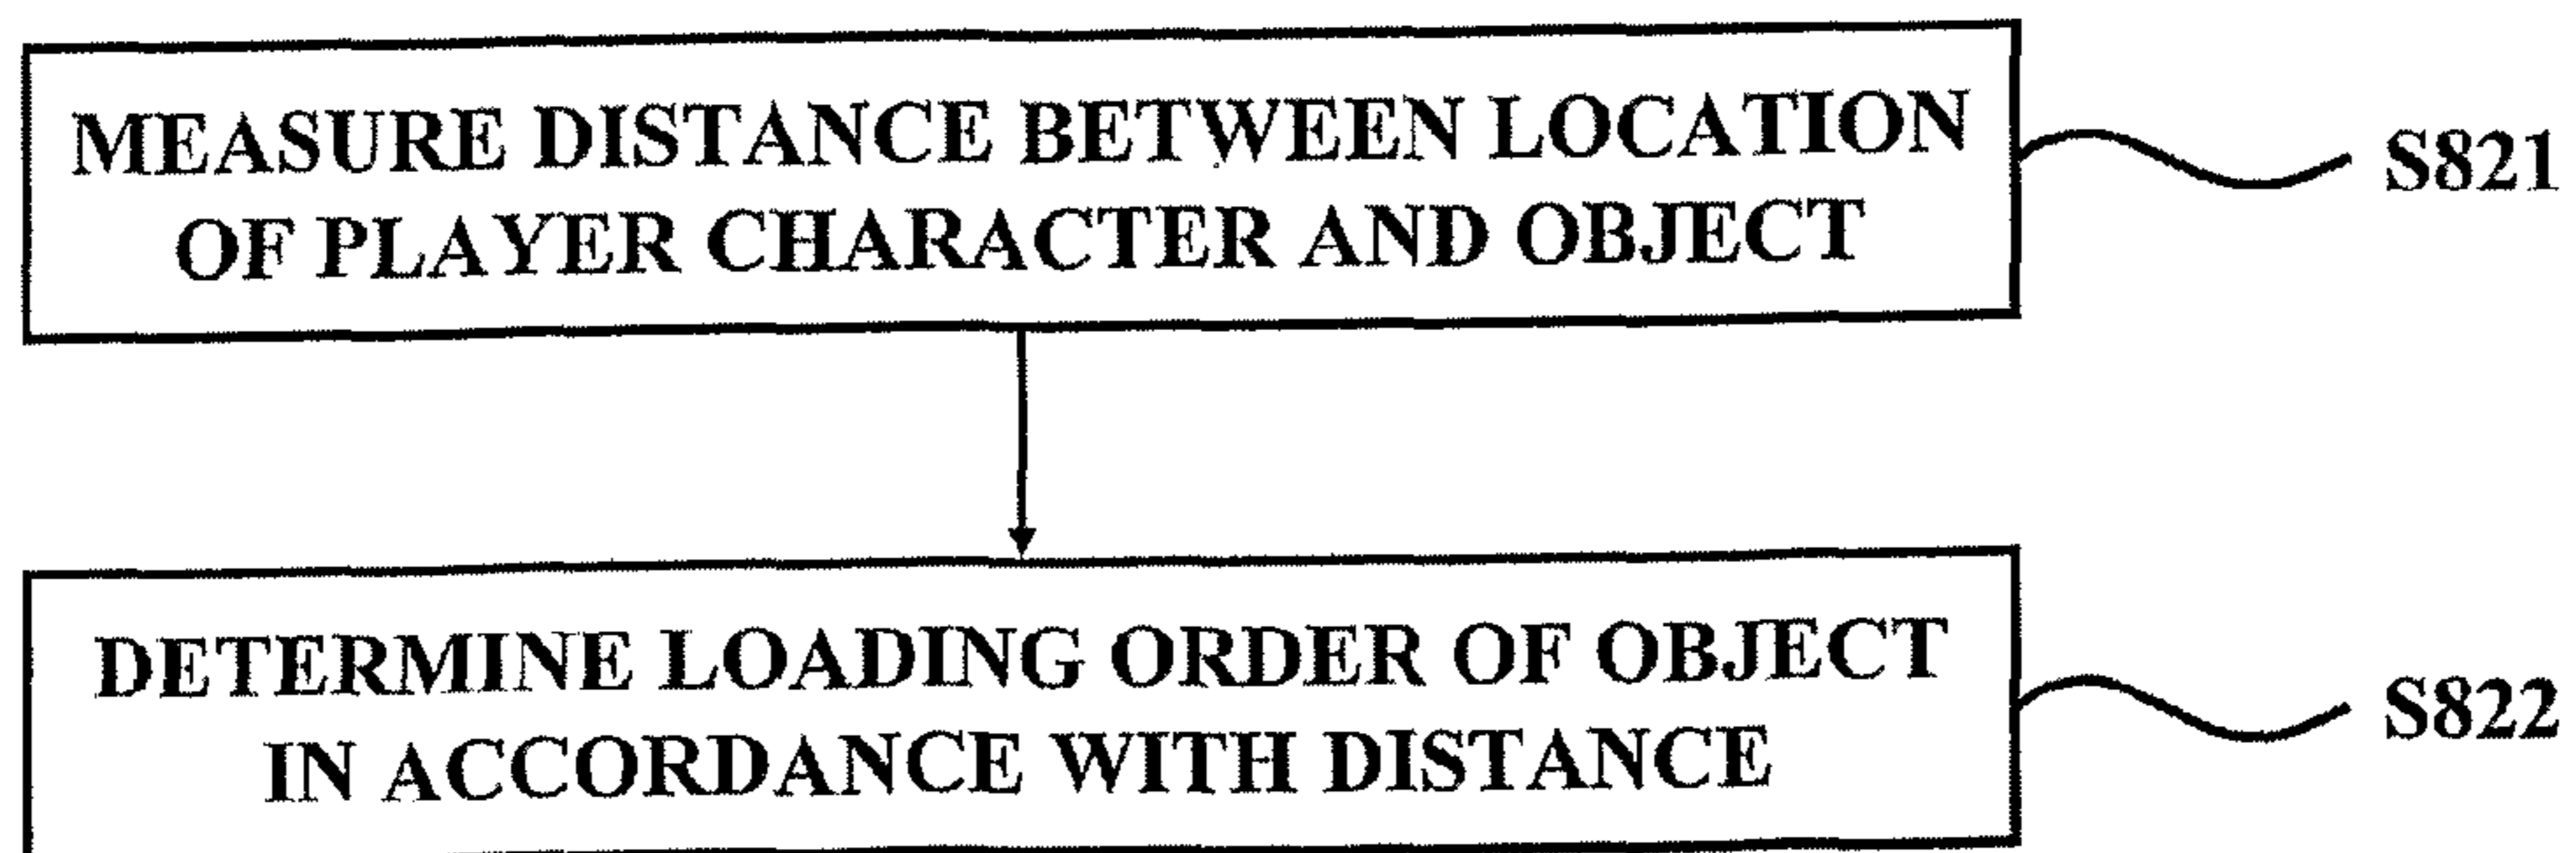 MEASURE DISTANCE BETWEEN LOCATION
OF PLAYER CHARACTER AND OBJECT
S821
DETERMINE LOADING ORDER OF OBJECT
IN ACCORDANCE WITH DISTANCE
S822